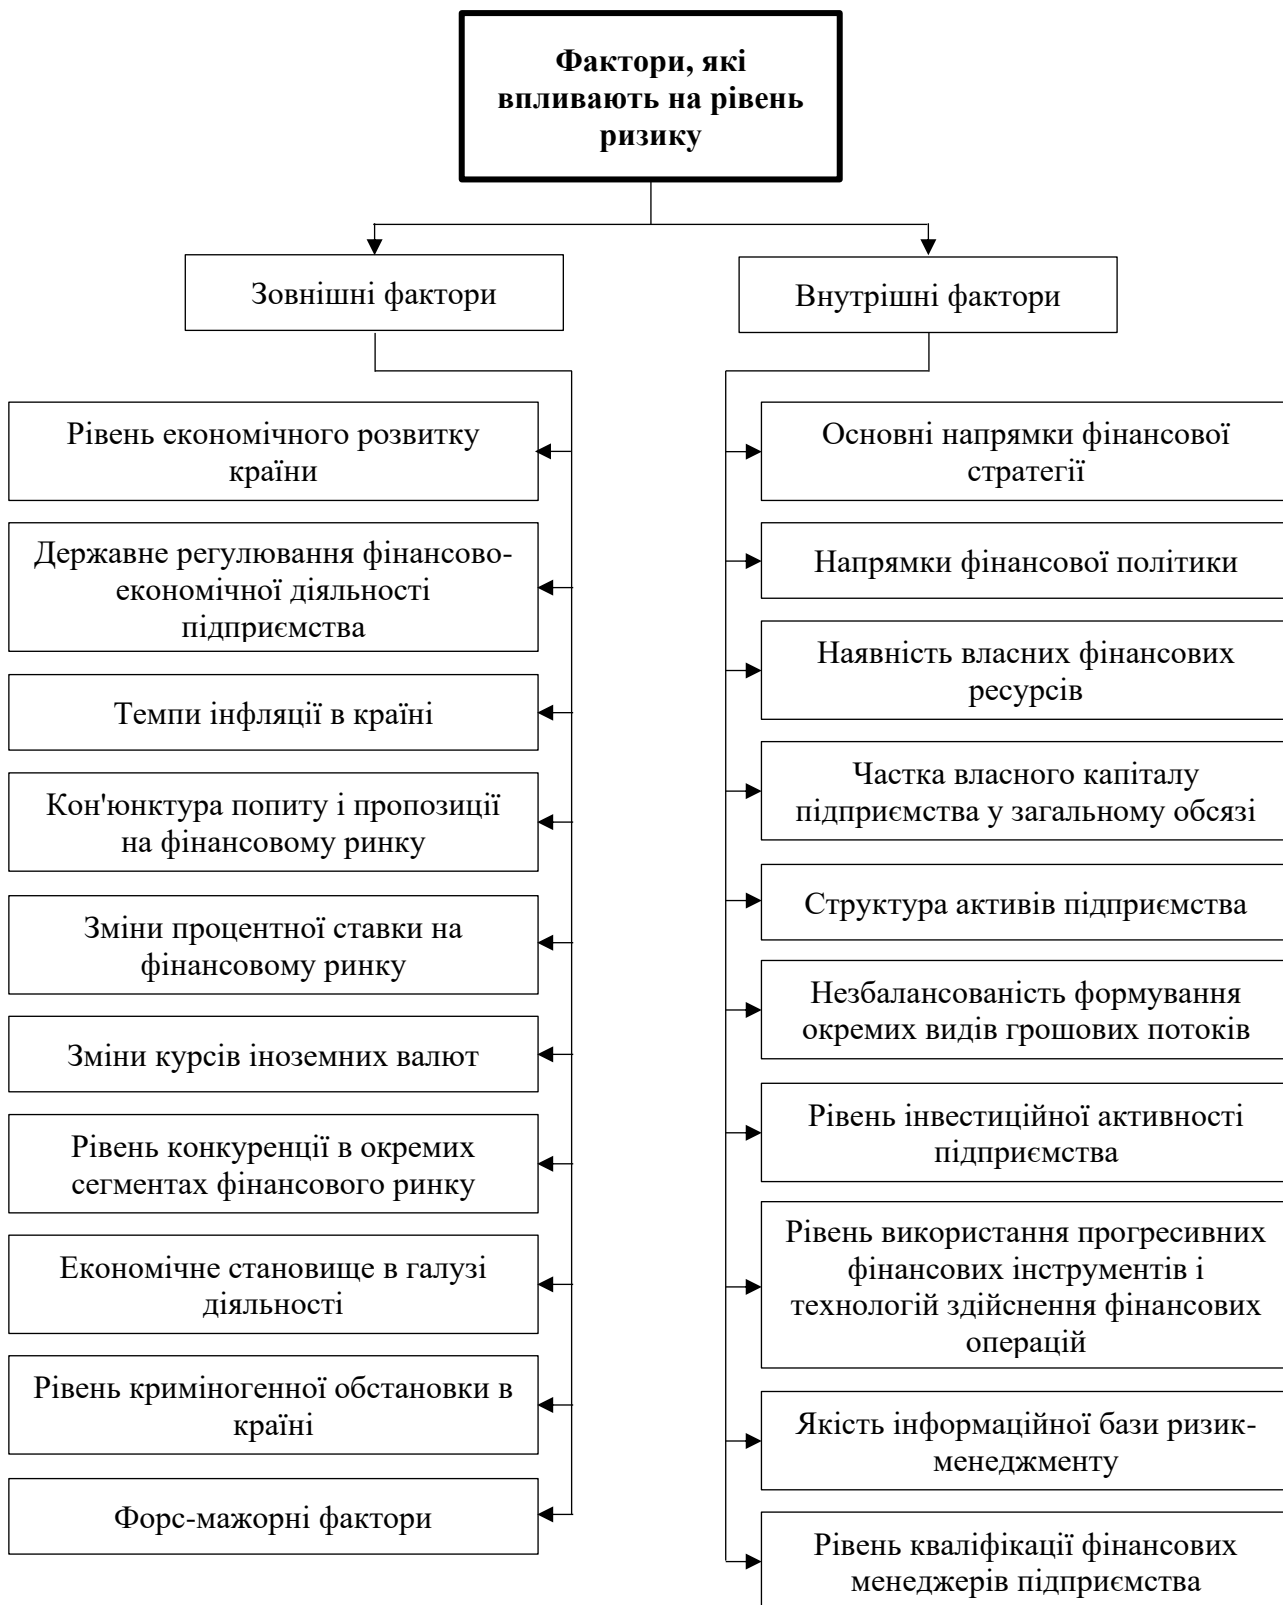 Фактори, які
впливають на рівень
ризику
Зовнішні фактори
Внутрішні фактори
Рівень економічного розвитку
країни
Державне регулювання фінансово-
економічної діяльності
підприємства
Темпи інфляції в країні
Кон'юнктура попиту і пропозиції
на фінансовому ринку
Зміни процентної ставки на
фінансовому ринку
Зміни курсів іноземних валют
Рівень конкуренції в окремих
сегментах фінансового ринку
Економічне становище в галузі
діяльності
Рівень криміногенної обстановки в
країні
Форс-мажорні фактори
Основні напрямки фінансової
стратегії
Напрямки фінансової політики
Наявність власних фінансових
ресурсів
Частка власного капіталу
підприємства у загальному обсязі
Структура активів підприємства
Незбалансованість формування
окремих видів грошових потоків
Рівень інвестиційної активності
підприємства
Рівень використання прогресивних
фінансових інструментів і
технологій здійснення фінансових
операцій
Якість інформаційної бази ризик-
менеджменту
Рівень кваліфікації фінансових
менеджерів підприємства